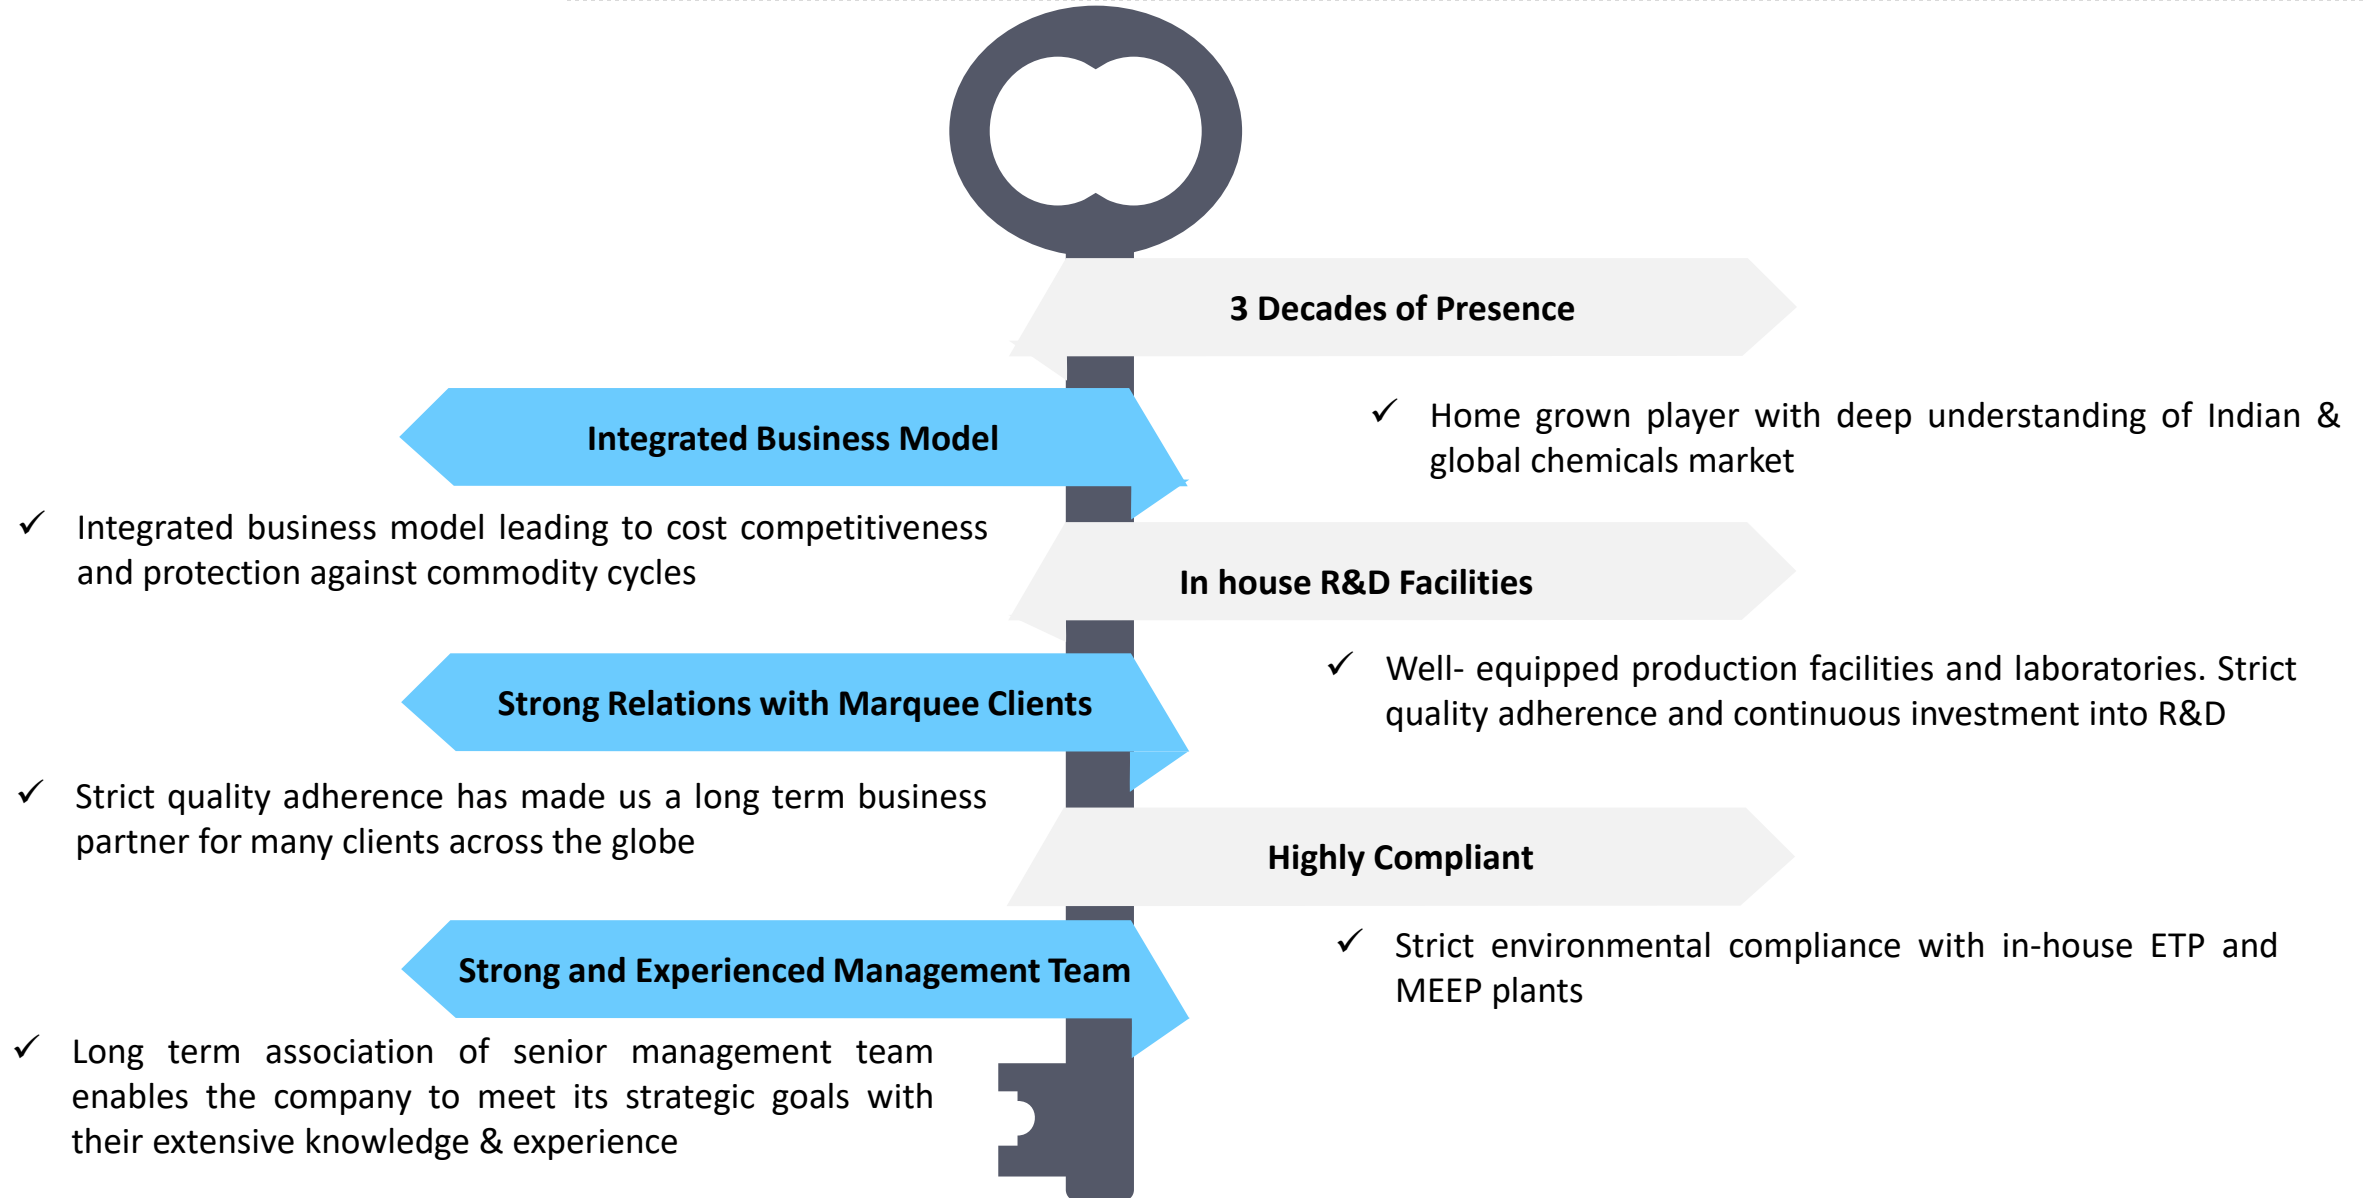 3 Decades of Presence
Home grown player with deep understanding of Indian &
global chemicals market
Integrated Business Model
Integrated business model leading to cost competitiveness
and protection against commodity cycles
In house R&D Facilities
Well- equipped production facilities and laboratories. Strict
quality adherence and continuous investment into R&D
Strong Relations with Marquee Clients
Strict quality adherence has made us a long term business
partner for many clients across the globe
Highly Compliant
Strict environmental compliance with in-house ETP and
MEEP plants
Strong and Experienced Management Team
Long term association of senior management team
enables the company to meet its strategic goals with
their extensive knowledge & experience